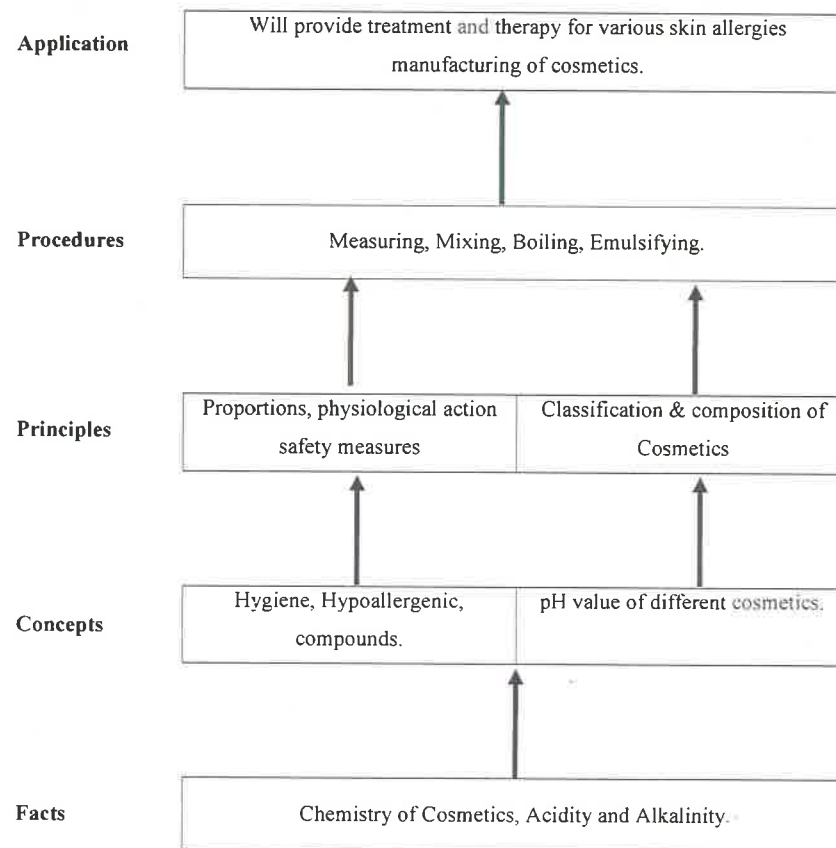 Application
Will provide treatment and therapy for various skin allergies
manufacturing of cosmetics.
Procedures
Measuring, Mixing, Boiling, Emulsifying.
Principles
Proportions, physiological action
safety measures
Classification & composition of
Cosmetics
Concepts
Hygiene, Hypoallergenic,
compounds.
pH value of different cosmetics.
Facts
Chemistry of Cosmetics, Acidity and Alkalinity.